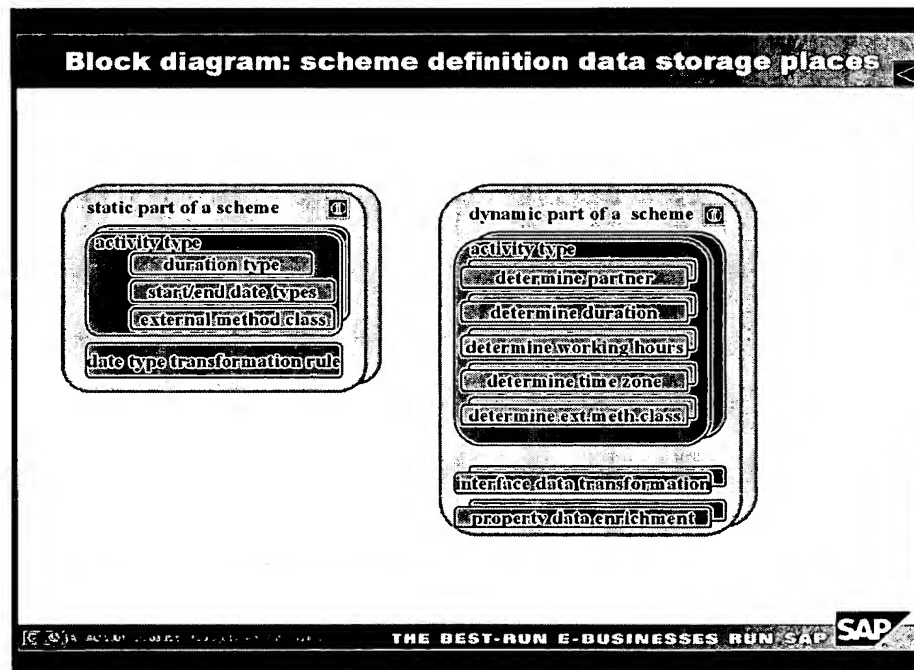 Block diagram: scheme definition data storage places
static part of a scheme
activity type
duration type
start/end date types
external method class
date type transformation rule
dynamic part of a scheme
activity type
determine partner
determine duration
determine working hours
determine time zone
determine ext.meth.class
interface data transformation
property data enrichment
THE BEST-RUN E-BUSINESSES RUN SAP
SAP